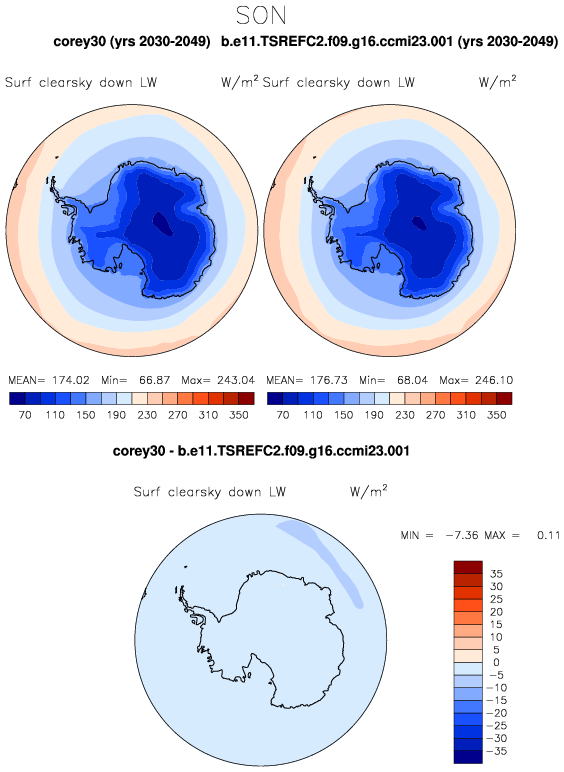 SON
corey30 (yrs 2030-2049) b.e11.TSREFC2.f09.g16.ccmi23.001 (yrs 2030-2049)
Surf clearsky down LW W/m² Surf clearsky down LW W/m²
MEAN= 174.02 Min= 66.87 Max= 243.04 MEAN= 176.73 Min= 68.04 Max= 246.10
70 110 150 190 230 270 310 350 70 110 150 190 230 270 310 350
corey30 - b.e11.TSREFC2.f09.g16.ccmi23.001
Surf clearsky down LW W/m²
MIN = -7.36 MAX = 0.11
35
30
25
20
15
10
5
0
-5
-10
-15
-20
-25
-30
-35